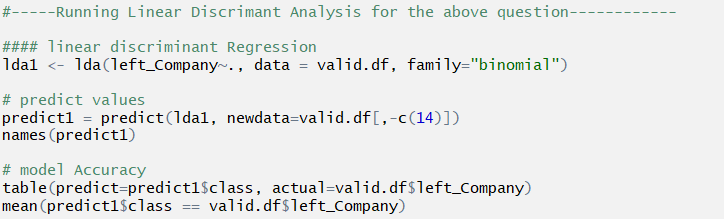 #-----Running Linear Discrimant Analysis for the above question------------
#### linear discriminant Regression
lda1 <- lda(left_Company~., data = valid.df, family="binomial")
# predict values
predict1 = predict(lda1, newdata=valid.df[,-c(14)])
names(predict1)
# model Accuracy
table(predict=predict1$class, actual=valid.df$left_Company)
mean(predict1$class == valid.df$left_Company)